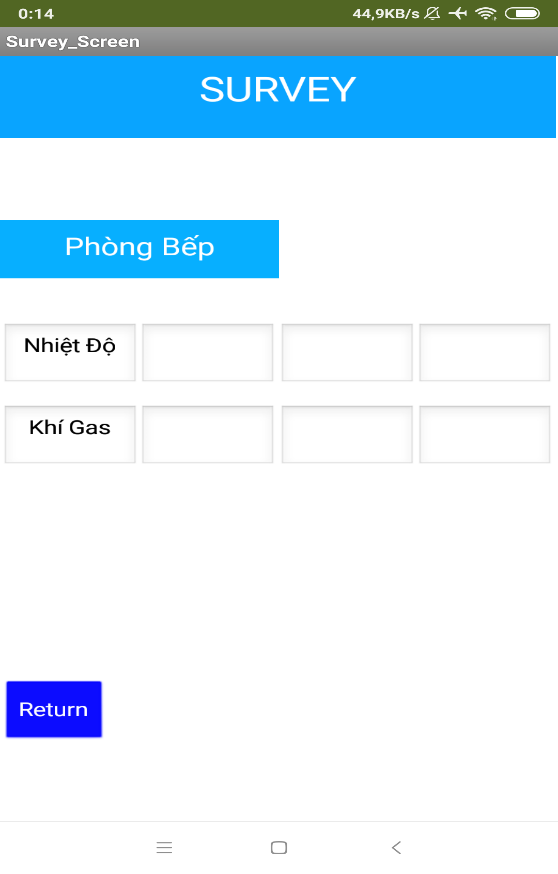 0:14 44,9KB/s
Survey_Screen
SURVEY
Phòng Bếp
Nhiệt Độ
Khí Gas
Return